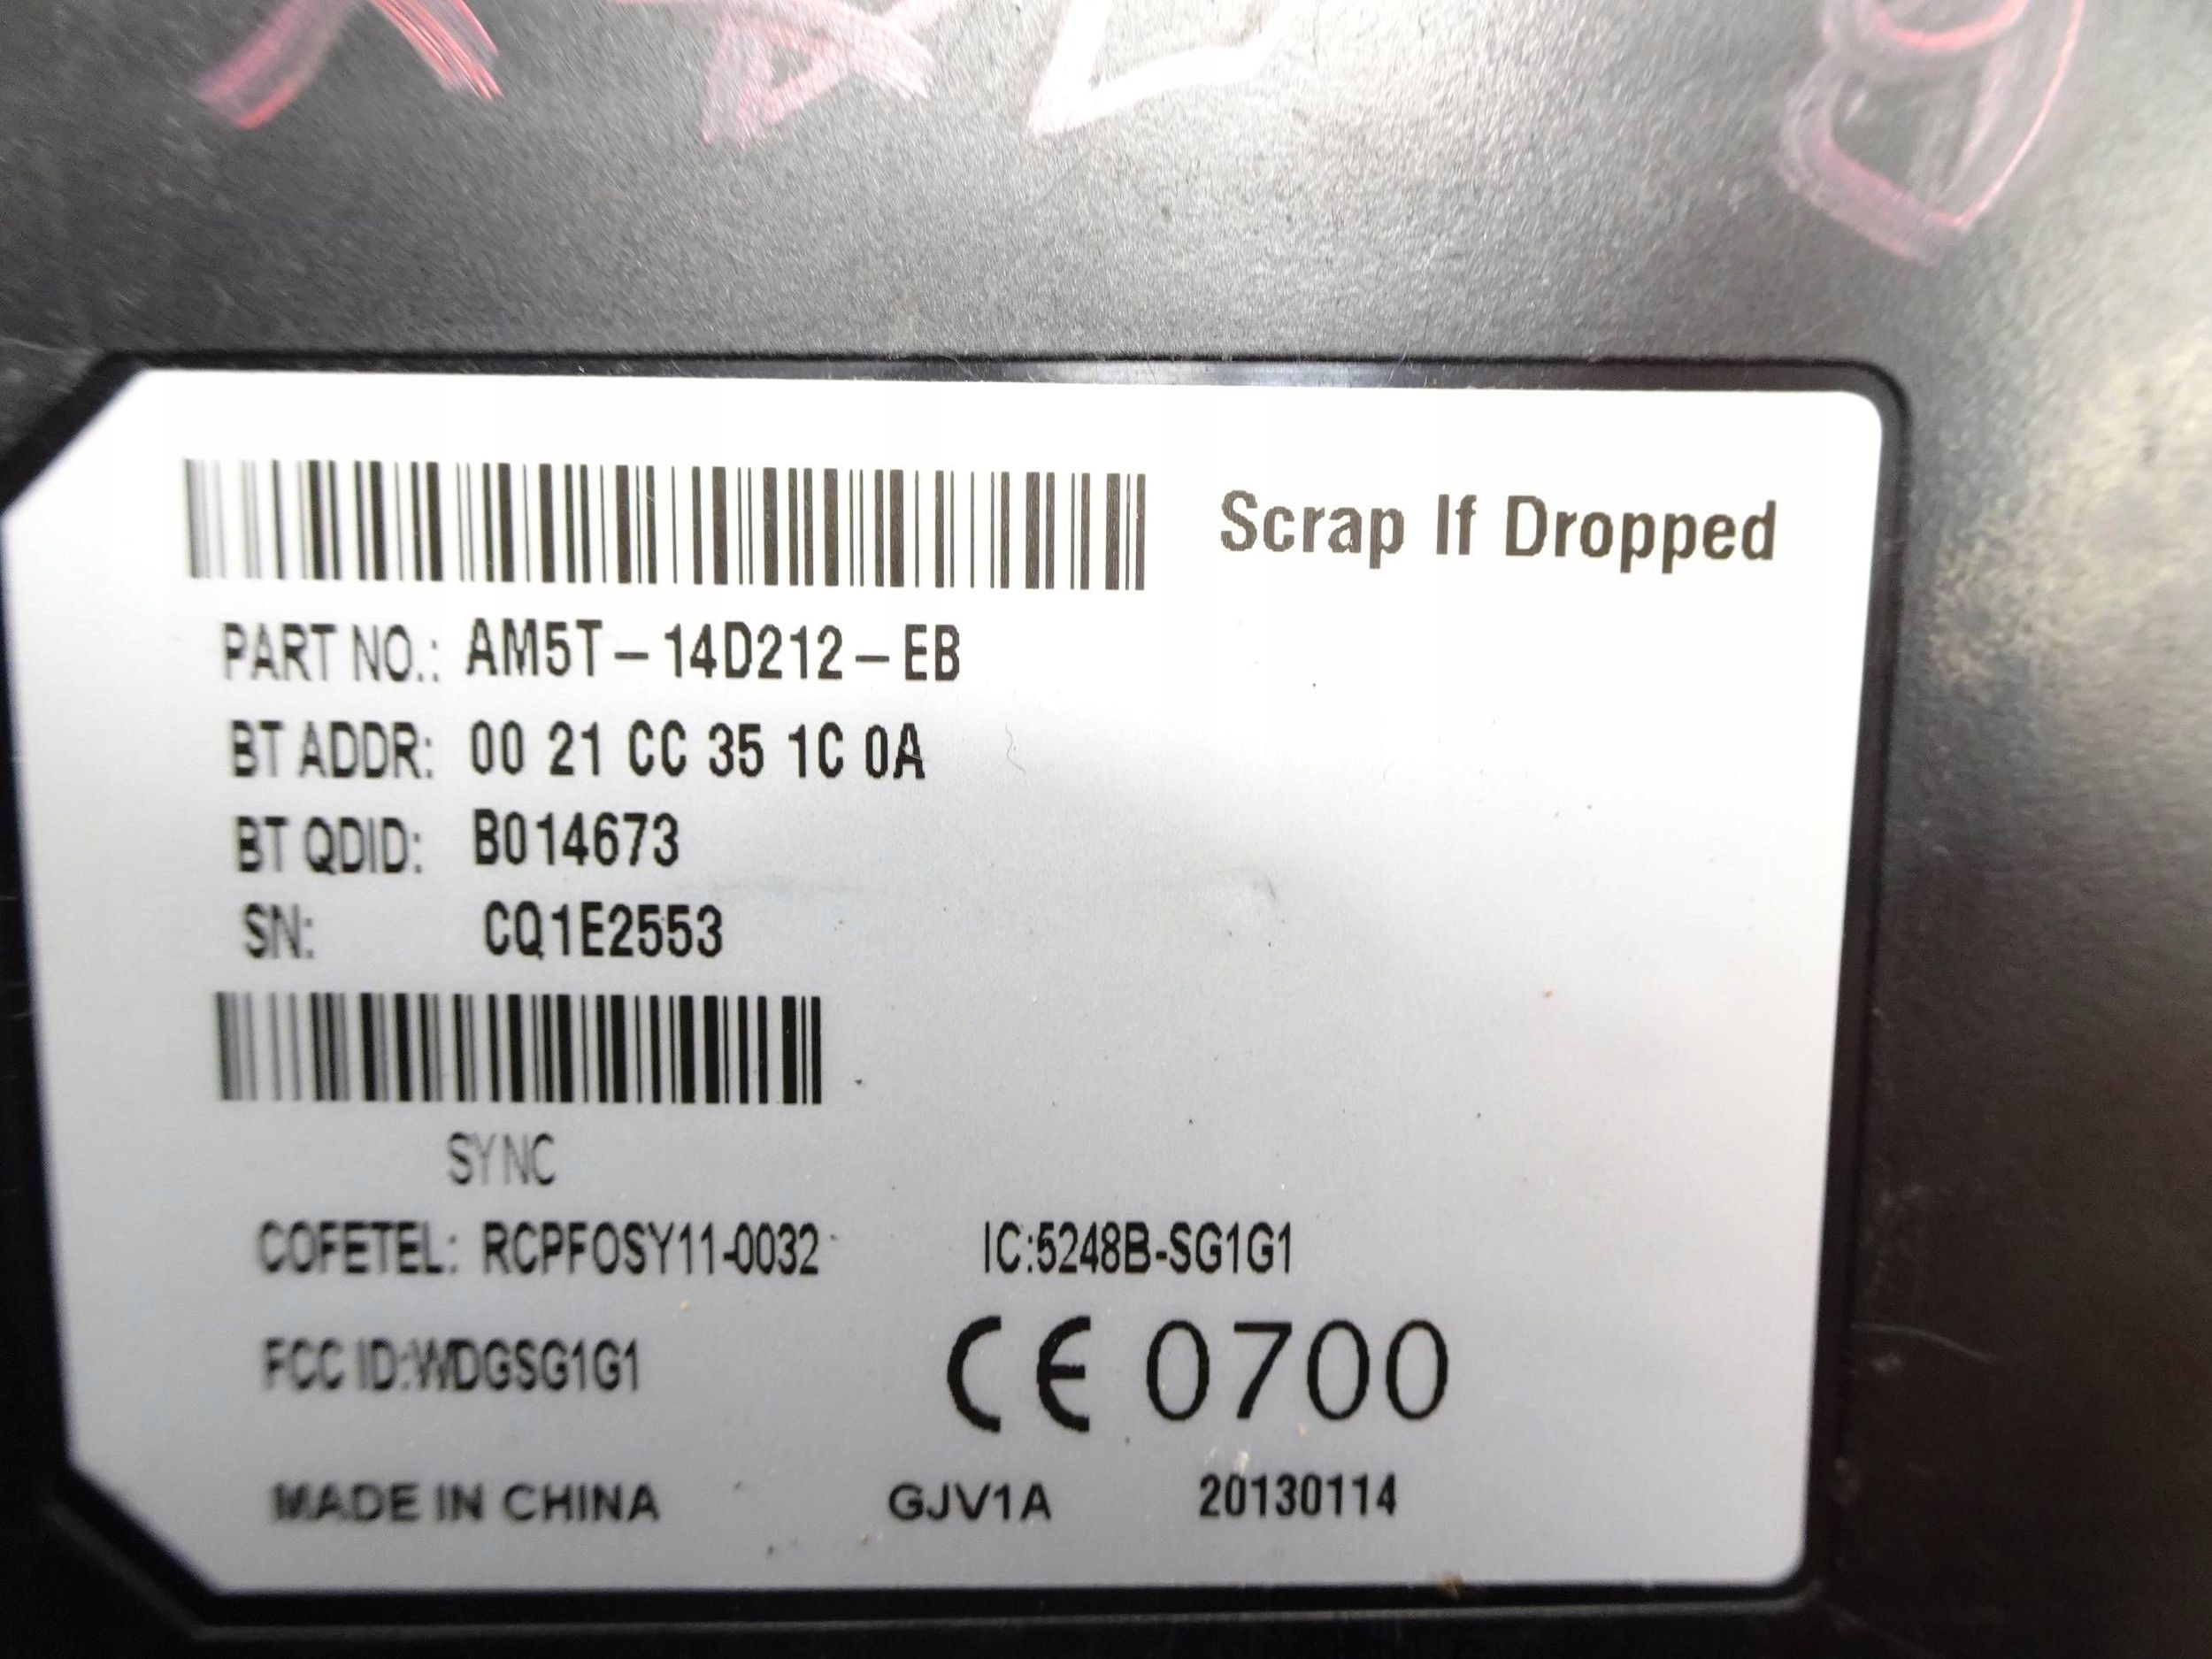 Scrap If Dropped
PART NO.: AM5T-14D212-EB
BT ADDR: 00 21 CC 35 1C 0A
BT QDID: B014673
SN: CQ1E2553
SYNC
COFETEL: RCPFOSY11-0032 IC:5248B-SG1G1
FCC ID:WDGSG1G1 CE 0700
MADE IN CHINA GJV1A 20130114